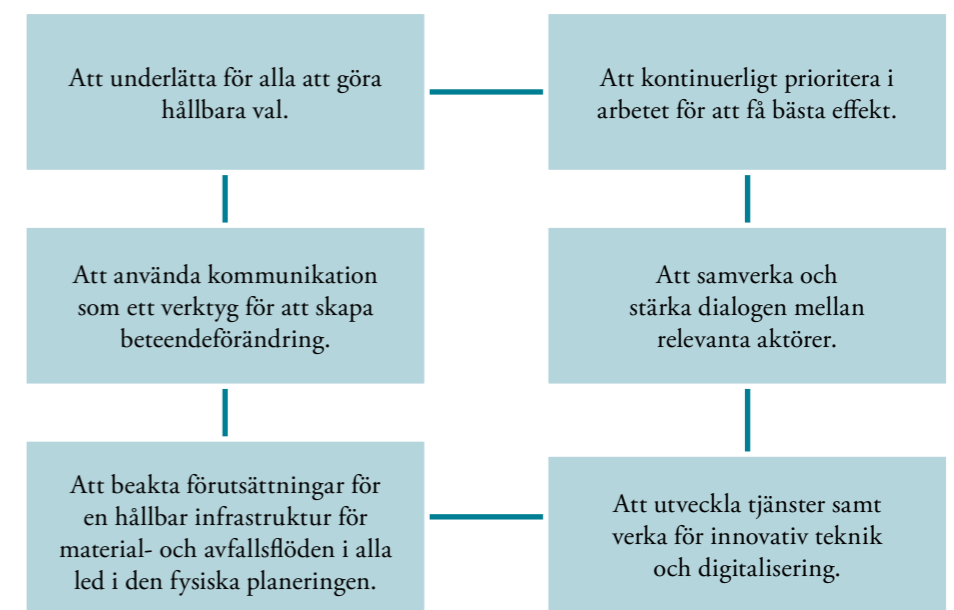 Att underlätta för alla att göra
hållbara val.
Att kontinuerligt prioritera i
arbetet för att få bästa effekt.
Att använda kommunikation
som ett verktyg för att skapa
beteendeförändring.
Att samverka och
stärka dialogen mellan
relevanta aktörer.
Att beakta förutsättningar för
en hållbar infrastruktur för
material- och avfallsflöden i alla
led i den fysiska planeringen.
Att utveckla tjänster samt
verka för innovativ teknik
och digitalisering.